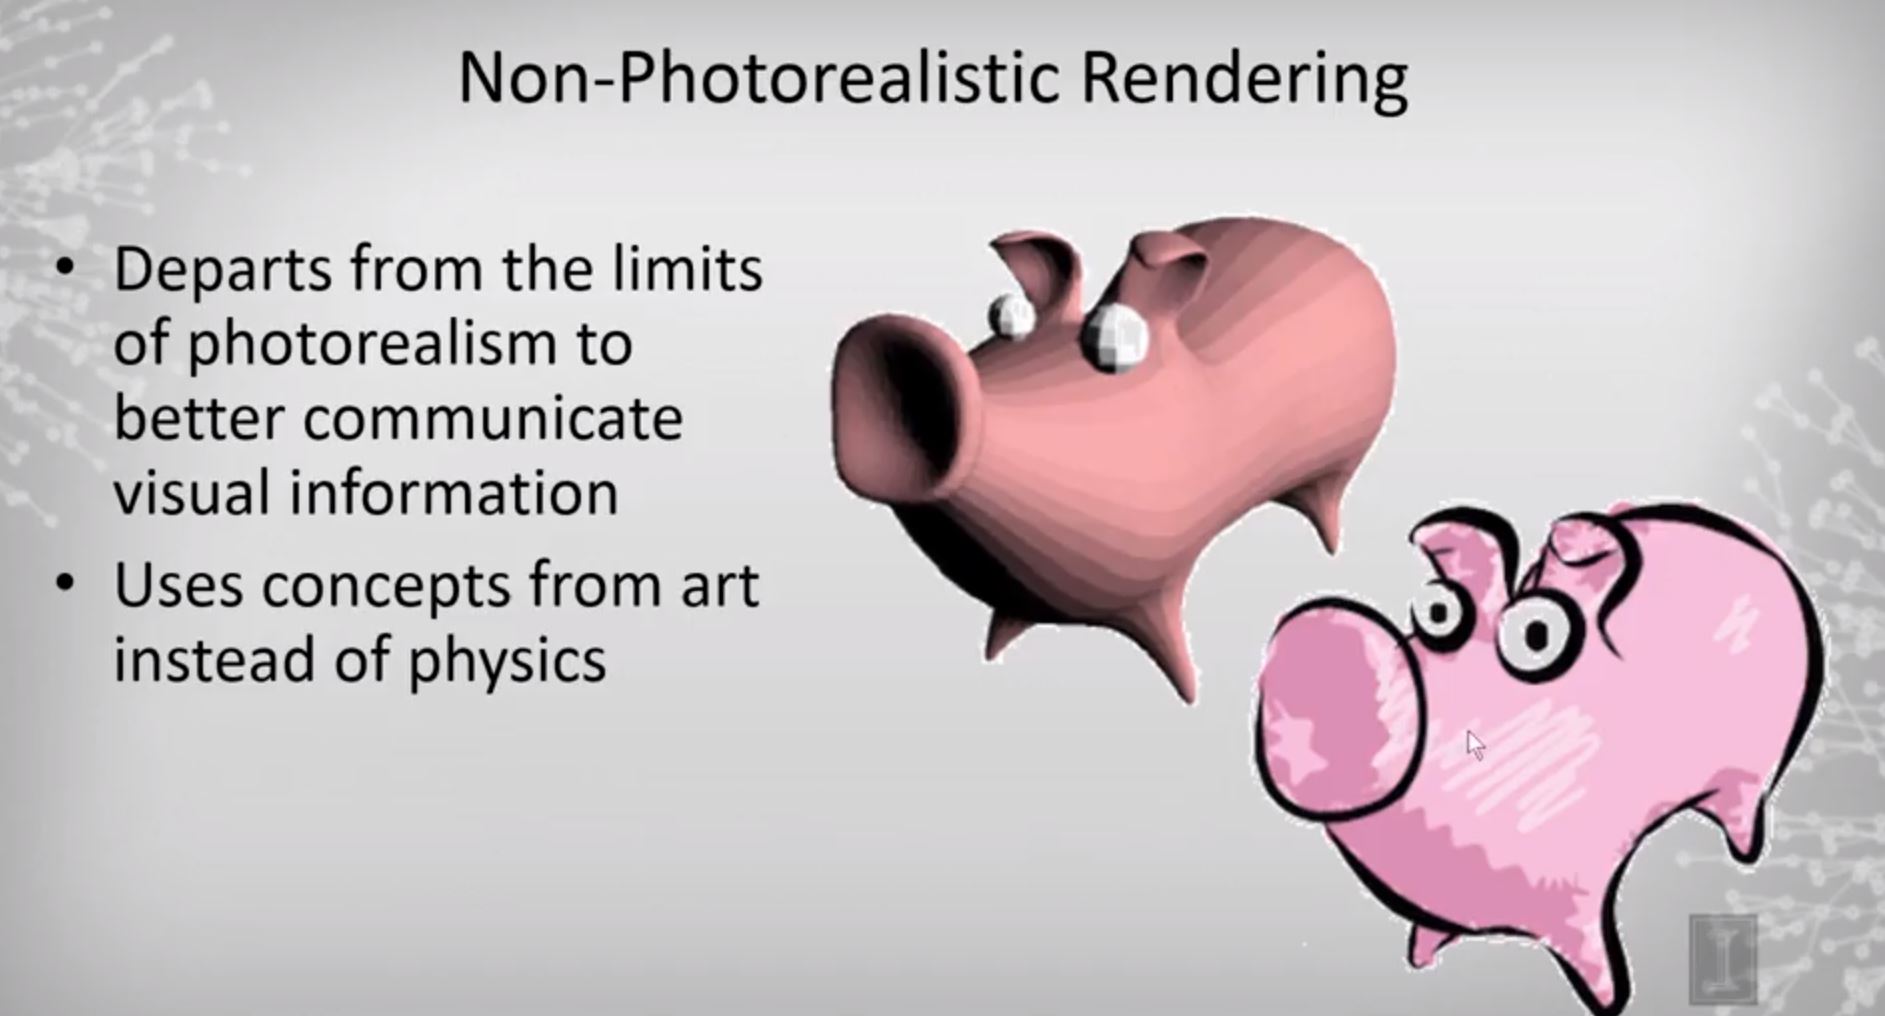 Non-Photorealistic Rendering
• Departs from the limits
of photorealism to
better communicate
visual information
• Uses concepts from art
instead of physics
I